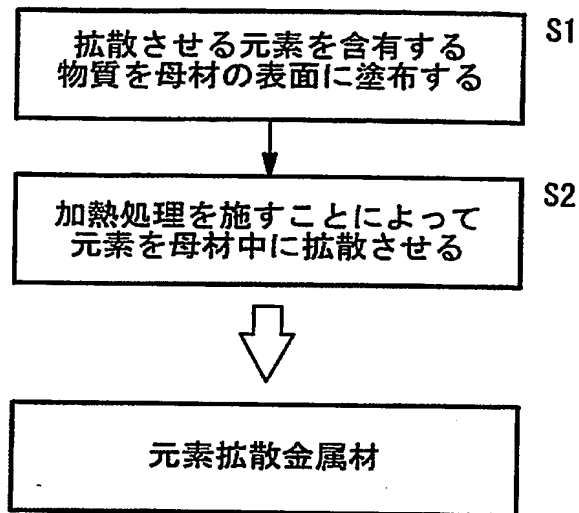 拡散させる元素を含有する
物質を母材の表面に塗布する
S1
加熱処理を施すことによって
元素を母材中に拡散させる
S2
元素拡散金属材